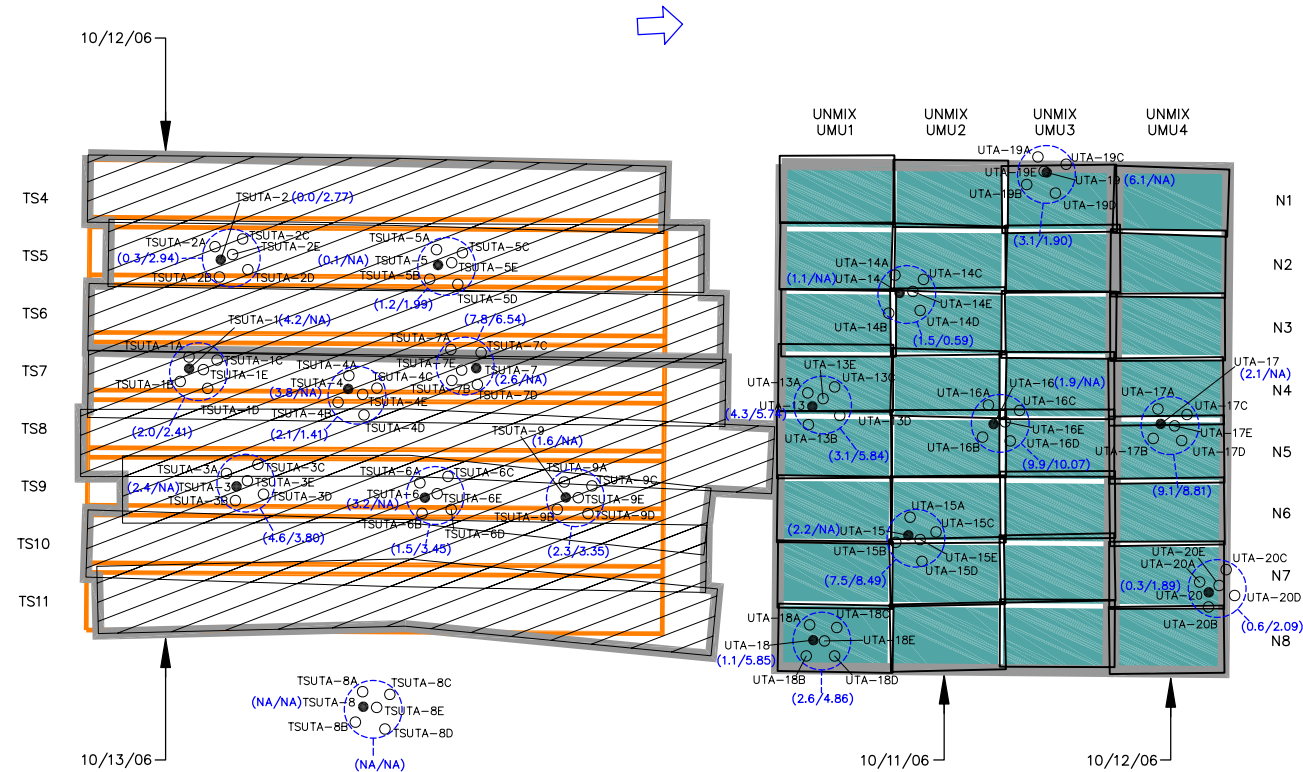 10/12/06
UNMIX
UMU1
UNMIX
UMU2
UNMIX
UMU3
UNMIX
UMU4
TS4
TS5
TS6
TS7
TS8
TS9
TS10
TS11
N1
N2
N3
N4
N5
N6
N7
N8
TSUTA-2 (0.0/2.77)
TSUTA-2A
TSUTA-2C
TSUTA-2E
(0.3/2.94)
TSUTA-2B
TSUTA-2D
TSUTA-5A
TSUTA-5C
(0.1/NA)
TSUTA-5
TSUTA-5E
TSUTA-5B
TSUTA-5D
(1.2/1.99)
TSUTA-1 (4.2/NA)
TSUTA-1A
TSUTA-1C
TSUTA-1E
TSUTA-1B
TSUTA-1D
(2.0/2.41)
(7.8/6.54)
TSUTA-7A
TSUTA-7C
TSUTA-7E
TSUTA-7
(2.6/NA)
TSUTA-7B
TSUTA-7D
TSUTA-4A
TSUTA-4C
TSUTA-4
(3.8/NA)
TSUTA-4E
TSUTA-4B
TSUTA-4D
(2.1/1.41)
TSUTA-3A
TSUTA-3C
TSUTA-3E
(2.4/NA)
TSUTA-3
TSUTA-3D
TSUTA-3B
(4.6/3.80)
TSUTA-6A
TSUTA-6C
TSUTA-6
TSUTA-6E
(3.2/NA)
TSUTA-6B
TSUTA-6D
(1.5/3.45)
TSUTA-9
(1.6/NA)
TSUTA-9A
TSUTA-9C
TSUTA-9E
TSUTA-9B
TSUTA-9D
(2.3/3.35)
TSUTA-8A
TSUTA-8C
(NA/NA)
TSUTA-8
TSUTA-8E
TSUTA-8B
TSUTA-8D
(NA/NA)
UTA-19A
UTA-19C
UTA-19E
UTA-19
(6.1/NA)
UTA-19B
UTA-19D
(3.1/1.90)
UTA-14A
(1.1/NA)
UTA-14
UTA-14C
UTA-14E
UTA-14B
UTA-14D
(1.5/0.59)
UTA-13E
UTA-13A
UTA-13C
UTA-13
UTA-13D
UTA-13B
(3.1/5.84)
UTA-16
(1.9/NA)
UTA-16A
UTA-16C
UTA-16E
UTA-16B
UTA-16D
(9.9/10.07)
UTA-17
(2.1/NA)
UTA-17A
UTA-17C
UTA-17E
UTA-17B
UTA-17D
(9.1/8.81)
UTA-15A
(2.2/NA)
UTA-15
UTA-15C
UTA-15B
UTA-15E
UTA-15D
(7.5/8.49)
UTA-20E
UTA-20C
UTA-20A
(0.3/1.89)
UTA-20
UTA-20D
UTA-20B
(0.6/2.09)
UTA-18A
UTA-18C
UTA-18
UTA-18E
(1.1/5.85)
UTA-18B
UTA-18D
(2.6/4.86)
10/13/06
10/11/06
10/12/06